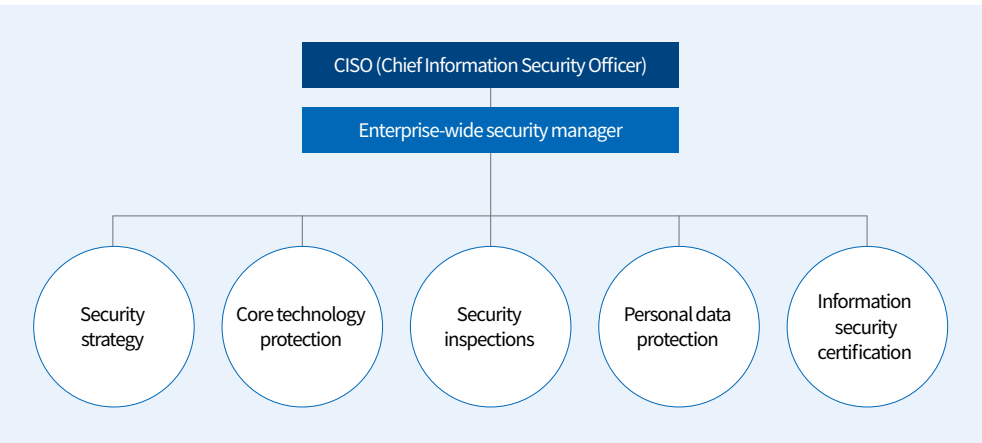 CISO (Chief Information Security Officer)
Enterprise-wide security manager
Security
strategy
Core technology
protection
Security
inspections
Personal data
protection
Information
security
certification